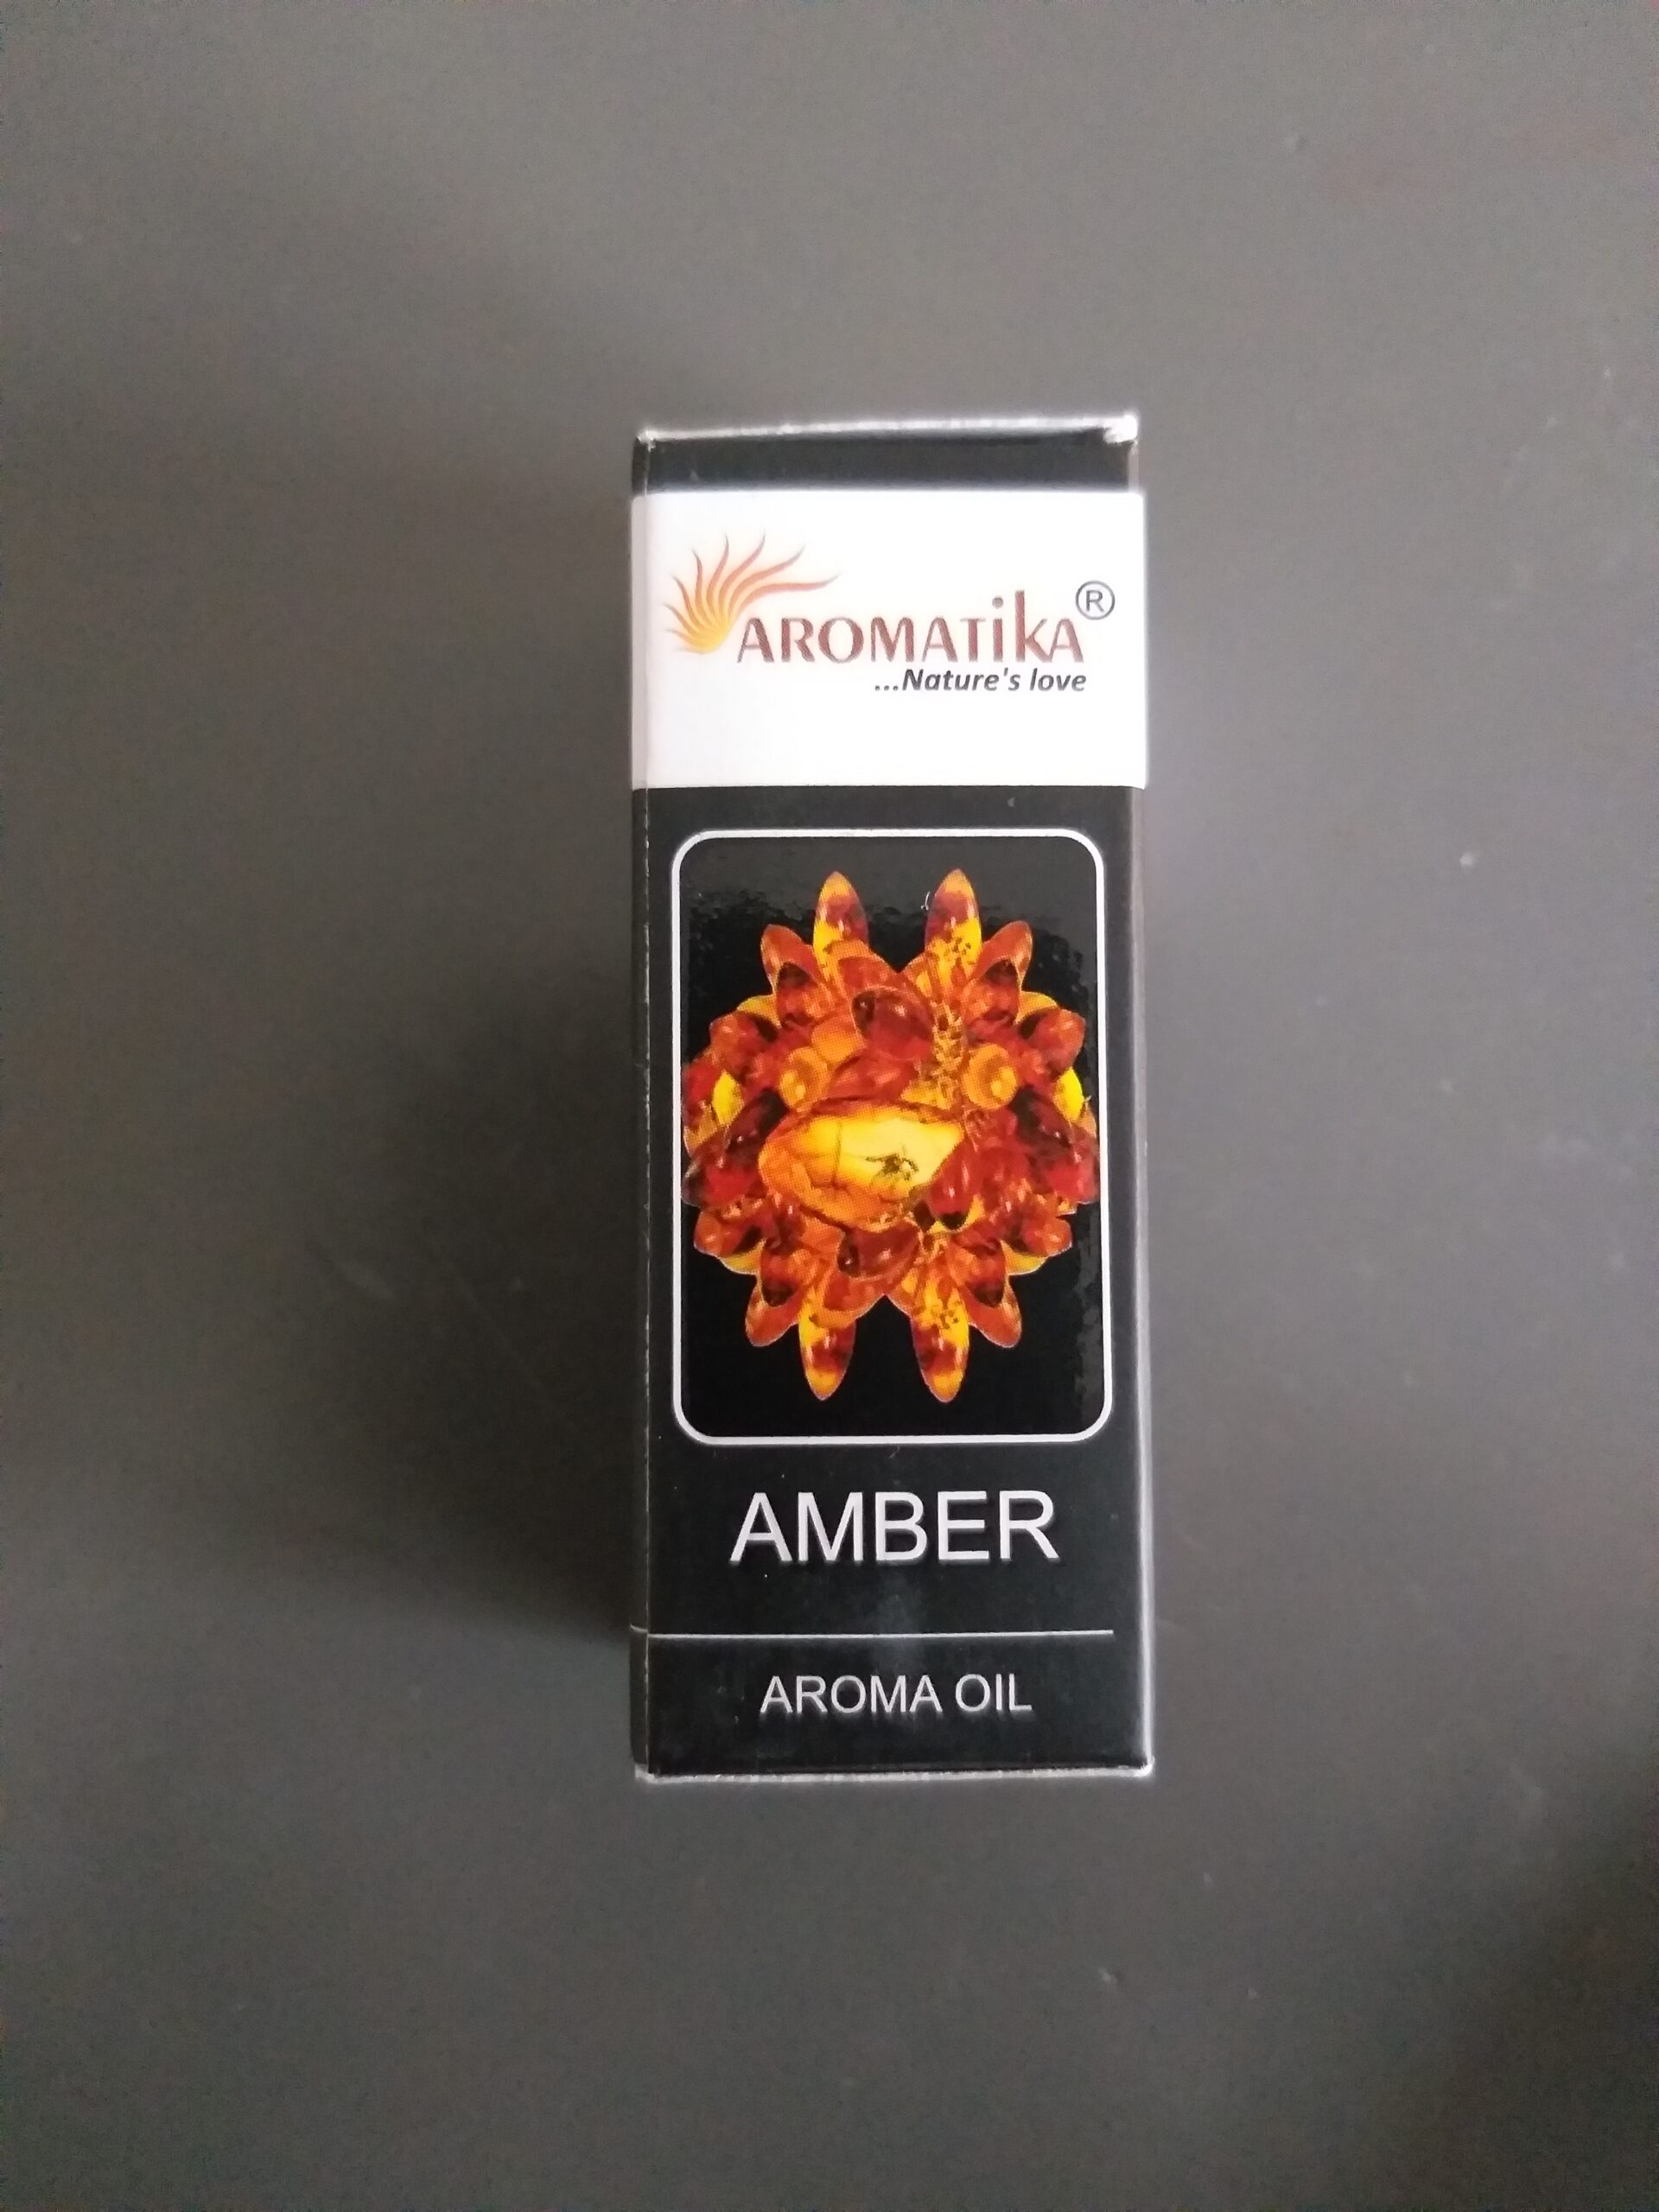 AROMATIKA®
...Nature's love
AMBER
AROMA OIL